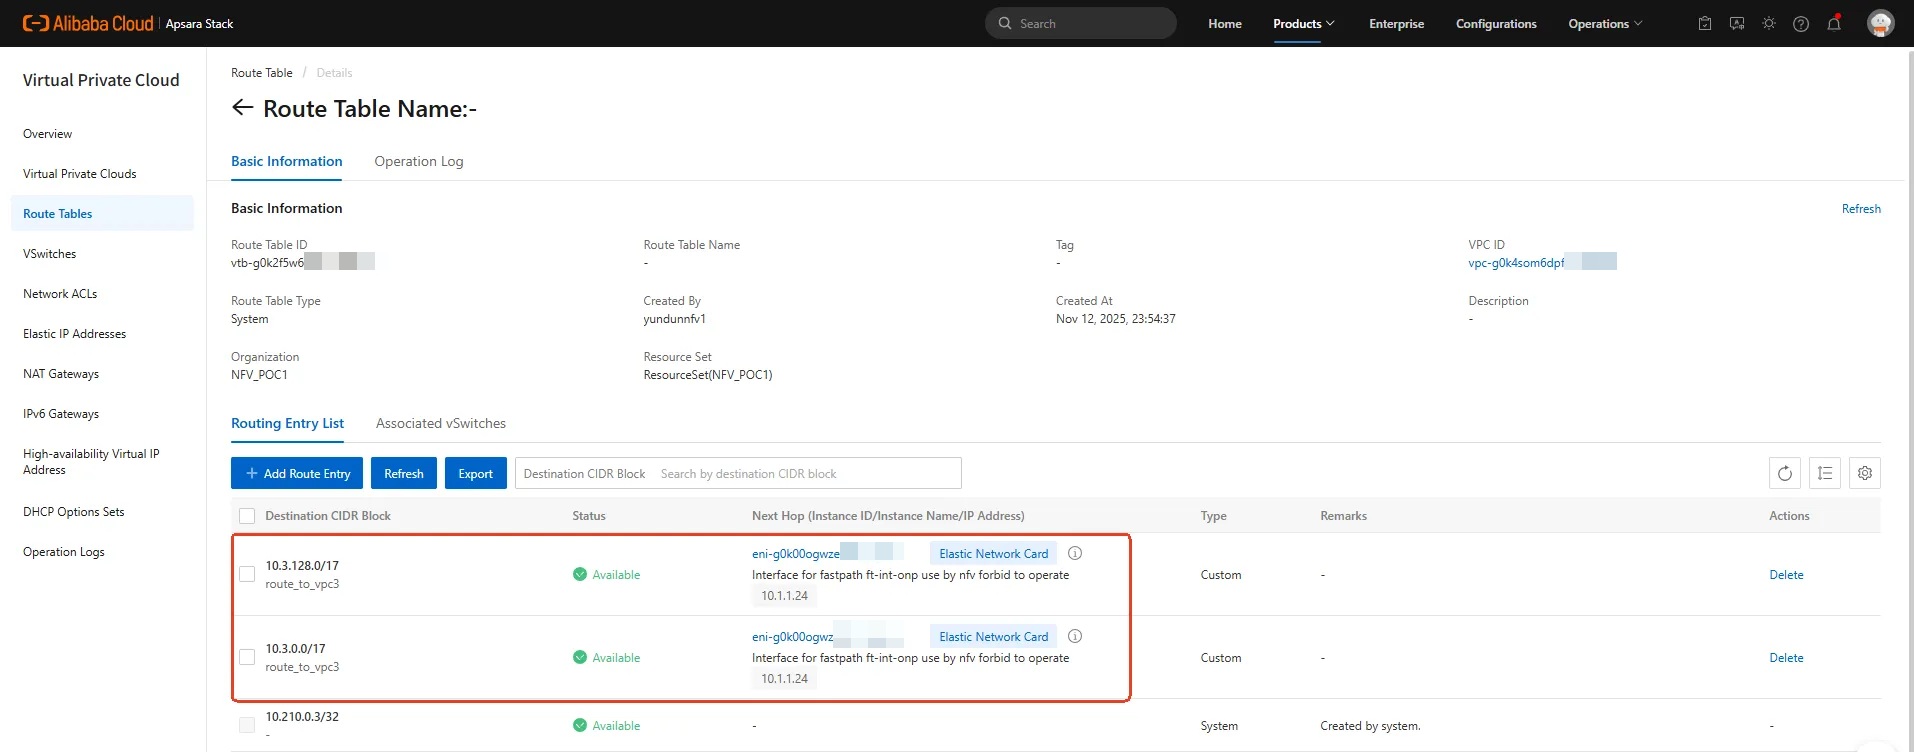 Alibaba Cloud | Apsara Stack
Search
Home
Products
Enterprise
Configurations
Operations
Virtual Private Cloud
Overview
Virtual Private Clouds
Route Tables
VSwitches
Network ACLs
Elastic IP Addresses
NAT Gateways
IPv6 Gateways
High-availability Virtual IP
Address
DHCP Options Sets
Operation Logs
Route Table / Details
Route Table Name:-
Basic Information
Operation Log
Basic Information
Refresh
Route Table ID
vtb-g0k2f5w6
Route Table Name
-
Tag
-
VPC ID
vpc-g0k4som6dpf
Route Table Type
System
Created By
yundunnfv1
Created At
Nov 12, 2025, 23:54:37
Description
-
Organization
NFV_POC1
Resource Set
ResourceSet(NFV_POC1)
Routing Entry List
Associated vSwitches
+ Add Route Entry
Refresh
Export
Destination CIDR Block
Search by destination CIDR block
Destination CIDR Block
Status
Next Hop (Instance ID/Instance Name/IP Address)
Type
Remarks
Actions
10.3.128.0/17
route_to_vpc3
Available
eni-g0k00ogwze
Elastic Network Card
Interface for fastpath ft-int-onp use by nfv forbid to operate
10.1.1.24
Custom
-
Delete
10.3.0.0/17
route_to_vpc3
Available
eni-g0k00ogwz
Elastic Network Card
Interface for fastpath ft-int-onp use by nfv forbid to operate
10.1.1.24
Custom
-
Delete
10.210.0.3/32
-
Available
-
System
Created by system.
-